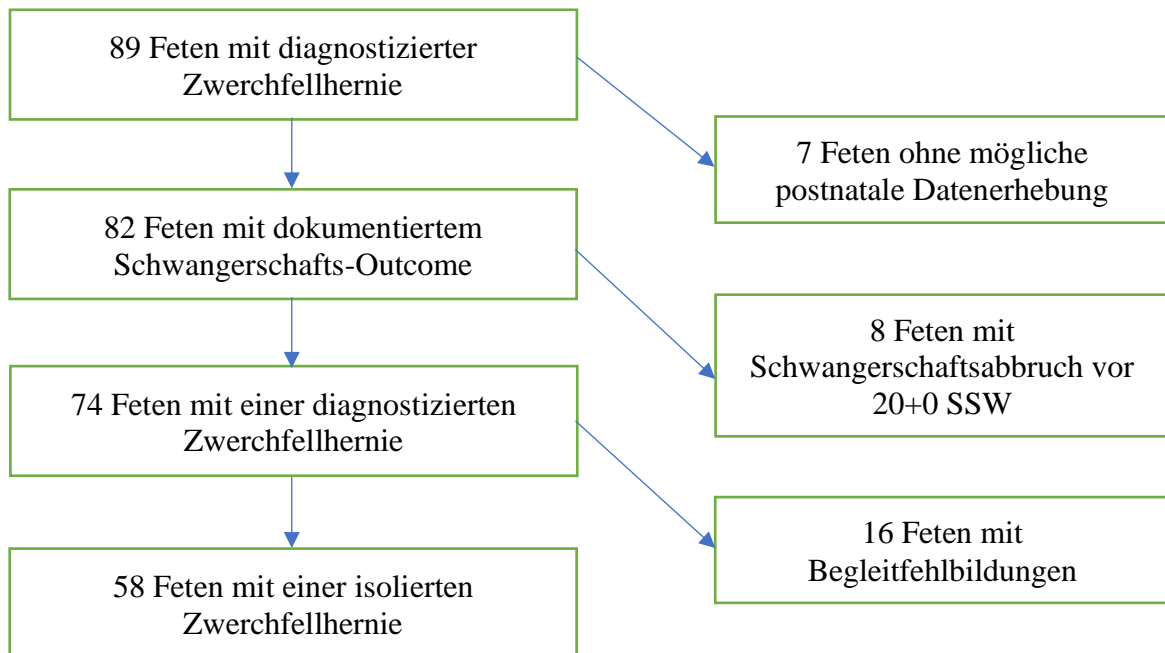 89 Feten mit diagnostizierter
Zwerchfellhernie
7 Feten ohne mögliche
postnatale Datenerhebung
82 Feten mit dokumentiertem
Schwangerschafts-Outcome
8 Feten mit
Schwangerschaftsabbruch vor
20+0 SSW
74 Feten mit einer diagnostizierten
Zwerchfellhernie
16 Feten mit
Begleitfehlbildungen
58 Feten mit einer isolierten
Zwerchfellhernie